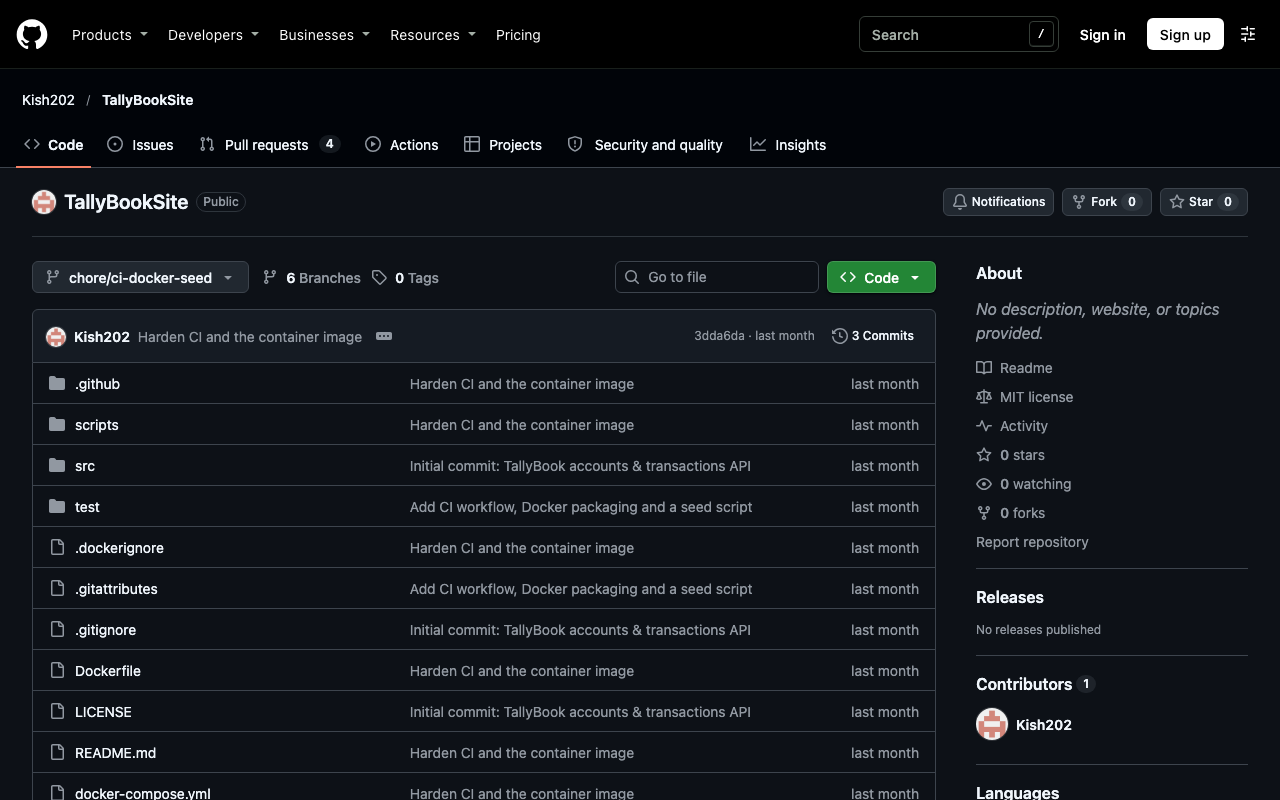 Products Developers Businesses Resources Pricing Search / Sign in Sign up
Kish202 / TallyBookSite
Code Issues Pull requests 4 Actions Projects Security and quality Insights
TallyBookSite Public Notifications Fork 0 Star 0
chore/ci-docker-seed 6 Branches 0 Tags Go to file Code
Kish202 Harden CI and the container image 3dda6da · last month 3 Commits
.github Harden CI and the container image last month
scripts Harden CI and the container image last month
src Initial commit: TallyBook accounts & transactions API last month
test Add CI workflow, Docker packaging and a seed script last month
.dockerignore Harden CI and the container image last month
.gitattributes Add CI workflow, Docker packaging and a seed script last month
.gitignore Initial commit: TallyBook accounts & transactions API last month
Dockerfile Harden CI and the container image last month
LICENSE Initial commit: TallyBook accounts & transactions API last month
README.md Harden CI and the container image last month
docker-compose.yml Harden CI and the container image last month
About
No description, website, or topics
provided.
Readme
MIT license
Activity
0 stars
0 watching
0 forks
Report repository
Releases
No releases published
Contributors 1
Kish202
Languages